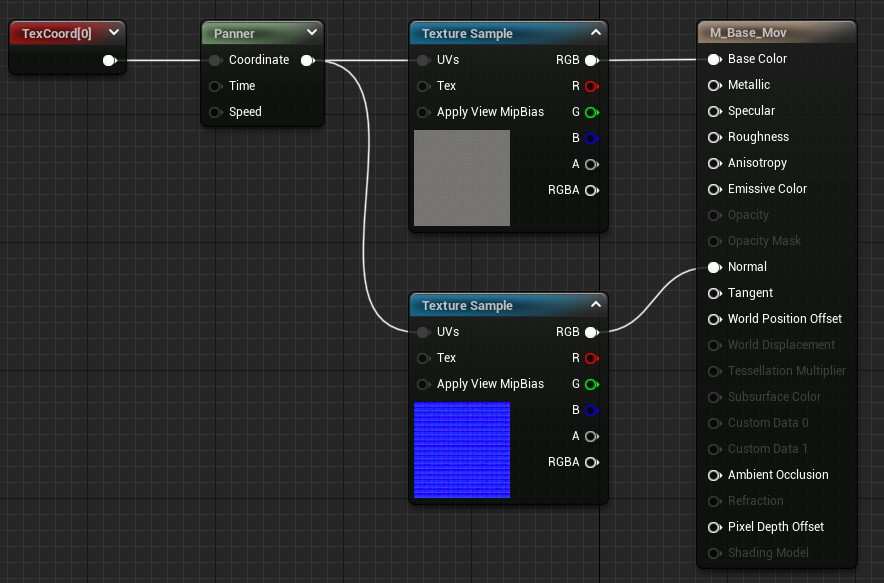 TexCoord[0]
Panner
Coordinate
Time
Speed
Texture Sample
UVs
RGB
Tex
R
Apply View MipBias
G
B
A
RGBA
Texture Sample
UVs
RGB
Tex
R
Apply View MipBias
G
B
A
RGBA
M_Base_Mov
Base Color
Metallic
Specular
Roughness
Anisotropy
Emissive Color
Opacity
Opacity Mask
Normal
Tangent
World Position Offset
World Displacement
Tessellation Multiplier
Subsurface Color
Custom Data 0
Custom Data 1
Ambient Occlusion
Refraction
Pixel Depth Offset
Shading Model